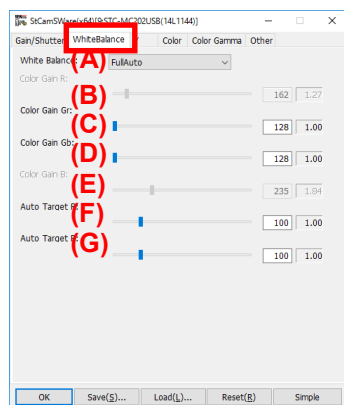 StCamSWare(x64)[9:STC-MC202USB(14L1144)]
Gain/Shutter WhiteBalance Y Color Color Gamma Other
White Balance: (A) FullAuto
Color Gain R: (B) 162 1.27
Color Gain Gr: (C) 128 1.00
Color Gain Gb: (D) 128 1.00
Color Gain B: (E) 235 1.84
Auto Target R: (F) 100 1.00
Auto Target B: (G) 100 1.00
OK Save(S)... Load(L)... Reset(R) Simple